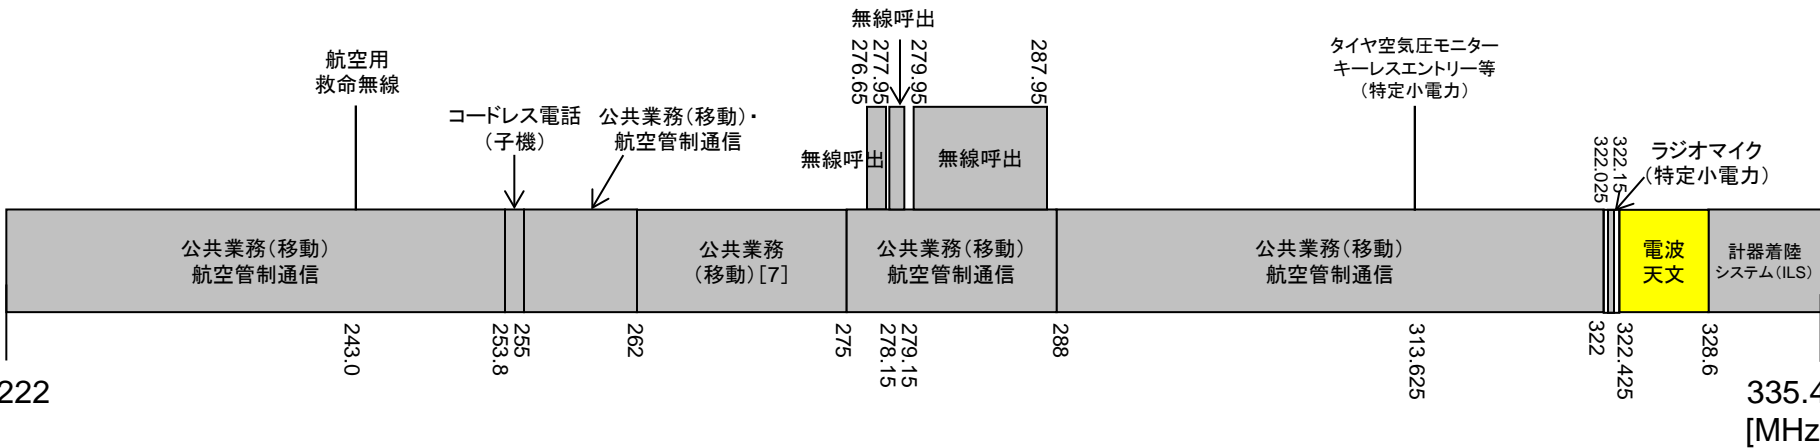 無線呼出
航空用
救命無線
276.65
277.95
279.95
287.95
タイヤ空気圧モニター
キーレスエントリー等
（特定小電力）
コードレス電話
（子機）
公共業務（移動）・
航空管制通信
無線呼出
無線呼出
322.025
322.15
ラジオマイク
（特定小電力）
公共業務（移動）
航空管制通信
公共業務
（移動）[7]
公共業務（移動）
航空管制通信
公共業務（移動）
航空管制通信
電波
天文
計器着陸
システム（ILS）
222
243.0
253.8
255
262
275
278.15
279.15
288
313.625
322
322.425
328.6
335.4
[MHz